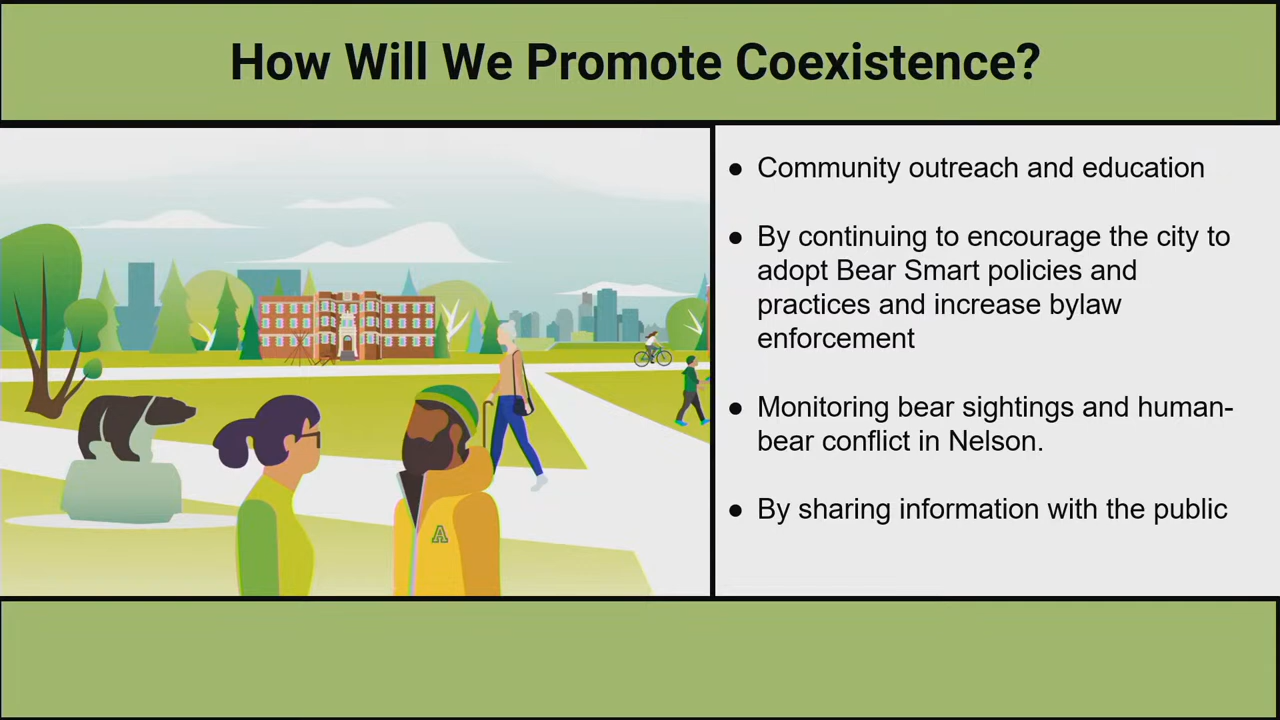 How Will We Promote Coexistence?
● Community outreach and education
● By continuing to encourage the city to
adopt Bear Smart policies and
practices and increase bylaw
enforcement
● Monitoring bear sightings and human-
bear conflict in Nelson.
● By sharing information with the public
A